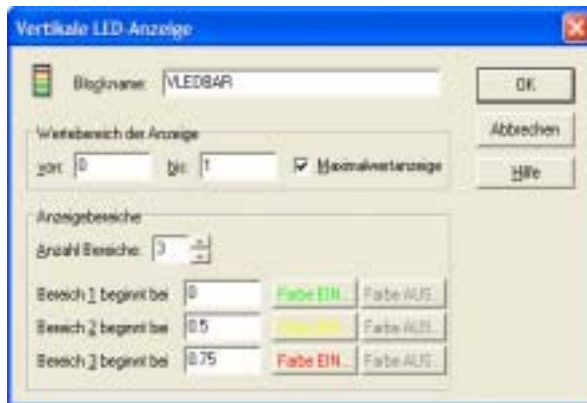 Vertikale LED Anzeige
Blockname: VLEDBAR
OK
Wertebereich der Anzeige
von: 0 bis: 1 Maximalwertanzeige
Abbrechen
Hilfe
Anzeigebereiche
Anzahl Bereiche: 3
Bereich 1 beginnt bei 0 Farbe EIN... Farbe AUS...
Bereich 2 beginnt bei 0.5 Farbe EIN... Farbe AUS...
Bereich 3 beginnt bei 0.75 Farbe EIN... Farbe AUS...